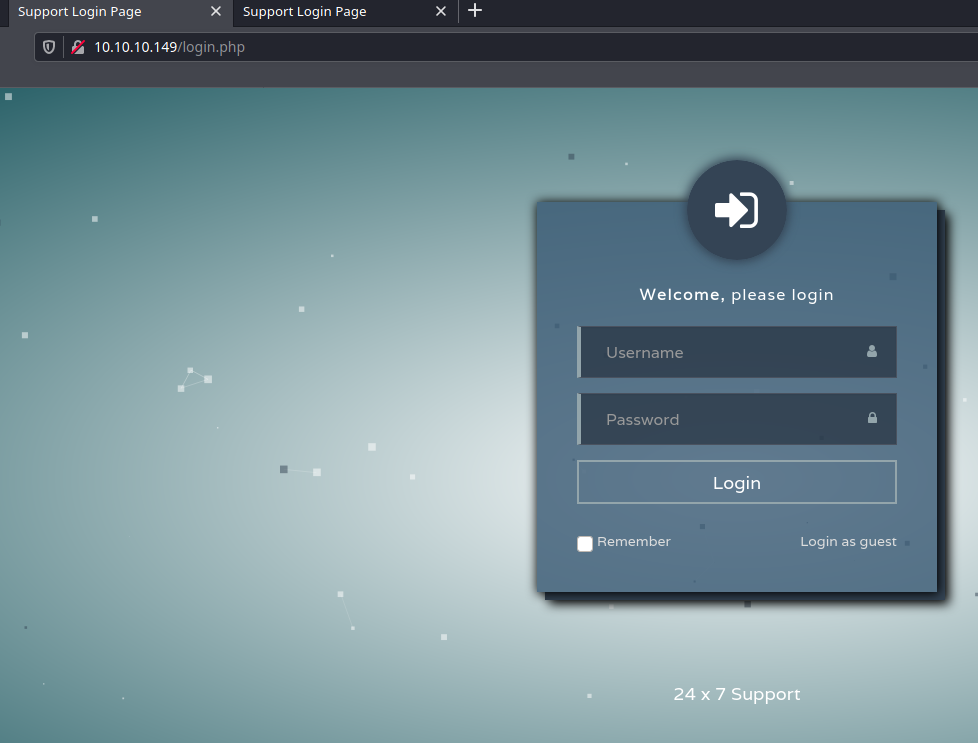 Support Login Page
Support Login Page
10.10.10.149/login.php
Welcome, please login
Username
Password
Login
Remember
Login as guest
24 x 7 Support